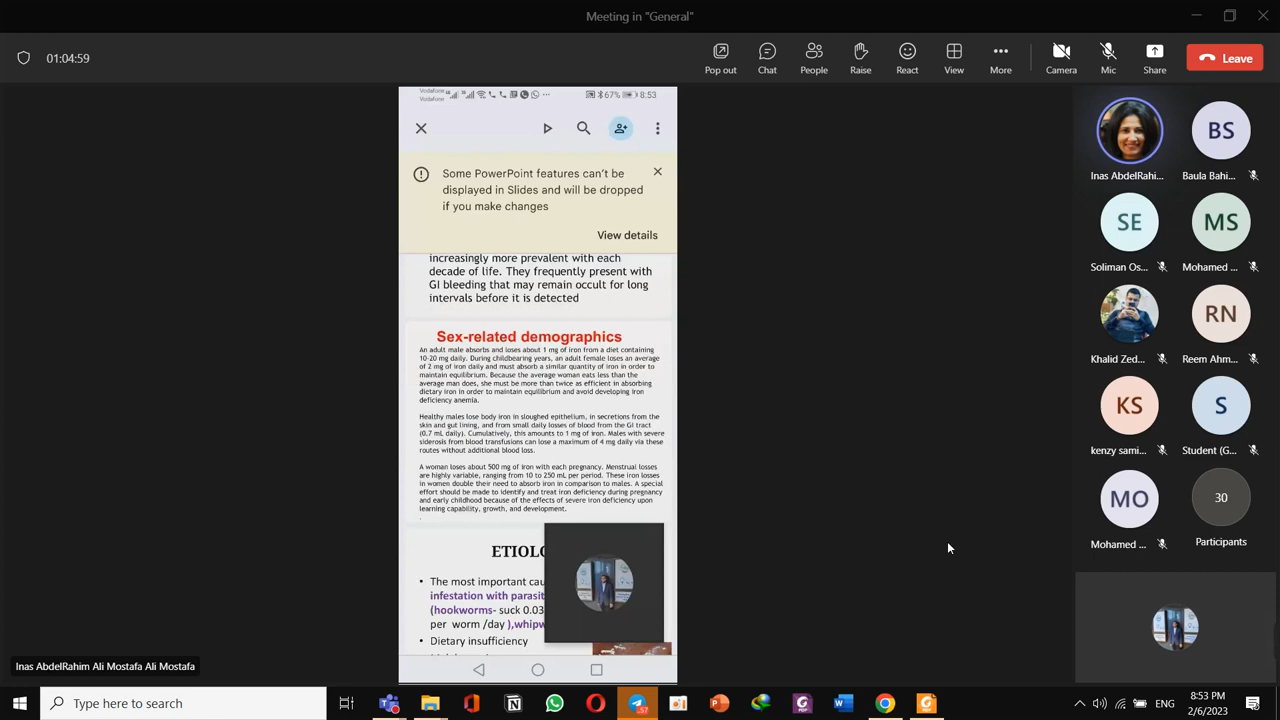 Meeting in "General"
01:04:59
Pop out
Chat
People
Raise
React
View
More
Camera
Mic
Share
Leave
Vodafone
Vodafone
67%
8:53
Some PowerPoint features can't be
displayed in Slides and will be dropped
if you make changes
View details
increasingly more prevalent with each
decade of life. They frequently present with
GI bleeding that may remain occult for long
intervals before it is detected
Sex-related demographics
An adult male absorbs and loses about 1 mg of iron from a diet containing
10-20 mg daily. During childbearing years, an adult female loses an average
of 2 mg of iron daily and must absorb a similar quantity of iron in order to
maintain equilibrium. Because the average woman eats less than the
average man does, she must be more than twice as efficient in absorbing
dietary iron in order to maintain equilibrium and avoid developing iron
deficiency anemia.
Healthy males lose body iron in sloughed epithelium, in secretions from the
skin and gut lining, and from small daily losses of blood from the GI tract
(0.7 mL daily). Cumulatively, this amounts to 1 mg of iron. Males with severe
siderosis from blood transfusions can lose a maximum of 4 mg daily via these
routes without additional blood loss.
A woman loses about 500 mg of iron with each pregnancy. Menstrual losses
are highly variable, ranging from 10 to 250 mL per period. These iron losses
in women double their need to absorb iron in comparison to males. A special
effort should be made to identify and treat iron deficiency during pregnancy
and early childhood because of the effects of severe iron deficiency upon
learning capability, growth, and development.
.
ETIOLO
• The most important cau
infestation with parasit
(hookworms- suck 0.03
per worm /day ),whipw
• Dietary insufficiency
Inas AbdelRahim Ali Mostafa Ali Mostafa
Inas AbdelRahi...
BS
Baula Bahi...
SE
Soliman Os...
MS
Mohamed ...
Khalid Zed...
RN
Reem Ahm...
KS
kenzy sami...
S
Student (G...
MO
Mohamed ...
30
Participants
Type here to search
8:53 PM
2/6/2023